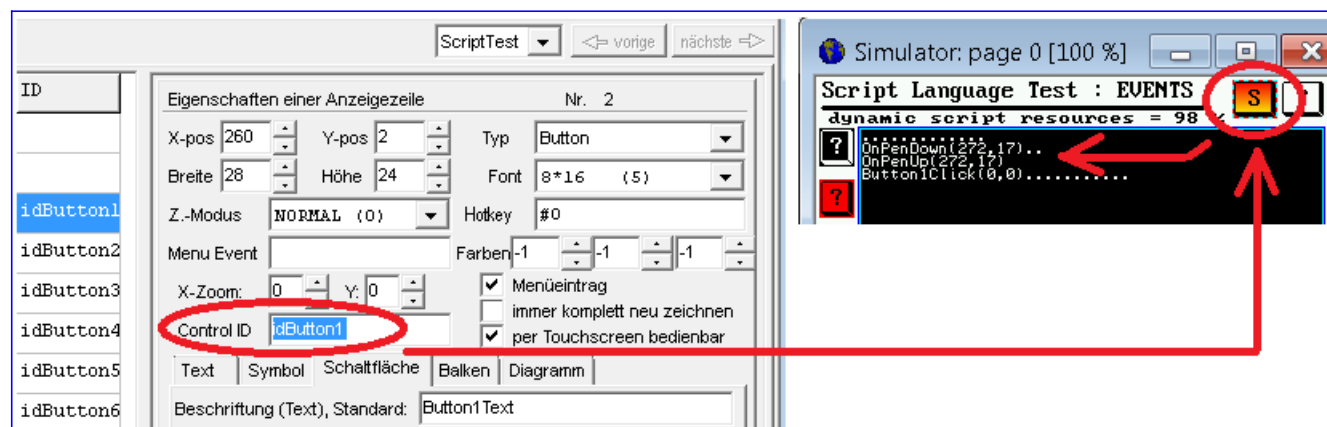 ScriptTest
vorige
nächste
ID
idButton1
idButton2
idButton3
idButton4
idButton5
idButton6
Eigenschaften einer Anzeigezeile Nr. 2
X-pos 260 Y-pos 2 Typ Button
Breite 28 Höhe 24 Font 8*16 (5)
Z.-Modus NORMAL (0) Hotkey #0
Menu Event Farben -1 -1 -1
X-Zoom: 0 Y: 0 Menüeintrag
immer komplett neu zeichnen
Control ID idButton1 per Touchscreen bedienbar
Text Symbol Schaltfläche Balken Diagramm
Beschriftung (Text), Standard: Button1Text
Simulator: page 0 [100 %]
Script Language Test : EVENTS S
dynamic script resources = 98 %
?
?
.............
OnPenDown(272,17)..
OnPenUp(272,17)
Button1Click(0,0)...........